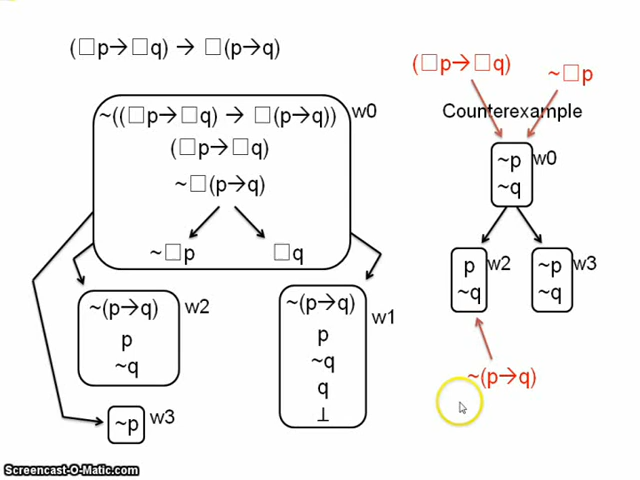 (□p→□q) → □(p→q)
(□p→□q)
~□p
Counterexample
~((□p→□q) → □(p→q))
w0
(□p→□q)
~□(p→q)
~□p
□q
~p
~q
w0
p
~q
w2
~p
~q
w3
~(p→q)
p
~q
w2
~(p→q)
p
~q
q
⊥
w1
~(p→q)
~p
w3
Screencast-O-Matic.com